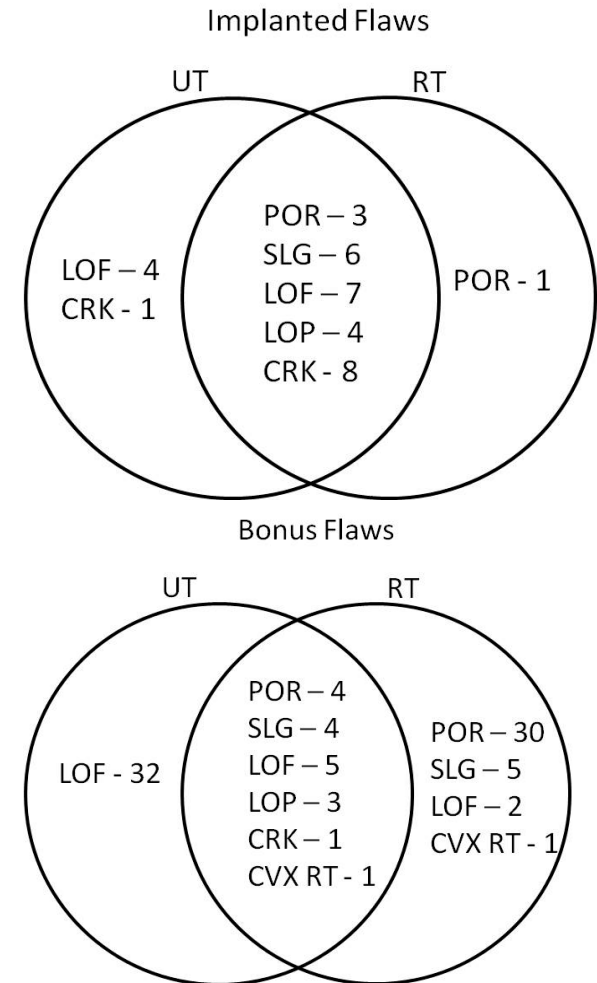 Implanted Flaws
UT
RT
LOF – 4
CRK - 1
POR – 3
SLG – 6
LOF – 7
LOP – 4
CRK - 8
POR - 1
Bonus Flaws
UT
RT
LOF - 32
POR – 4
SLG – 4
LOF – 5
LOP – 3
CRK – 1
CVX RT - 1
POR – 30
SLG – 5
LOF – 2
CVX RT - 1